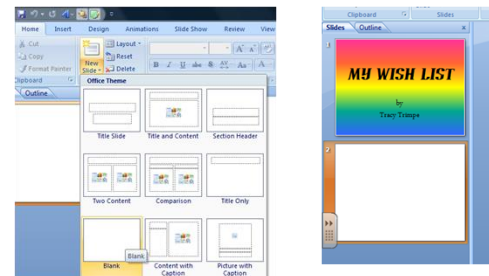 Home Insert Design Animations Slide Show Review View
Cut
Copy
Format Painter
Clipboard
New Slide
Layout
Reset
Delete
Outline
Office Theme
Title Slide Title and Content Section Header
Two Content Comparison Title Only
Blank
Blank Content with Caption Picture with Caption
Clipboard Slides
Slides Outline x
1
MY WISH LIST
by
Tracy Trimpe
2